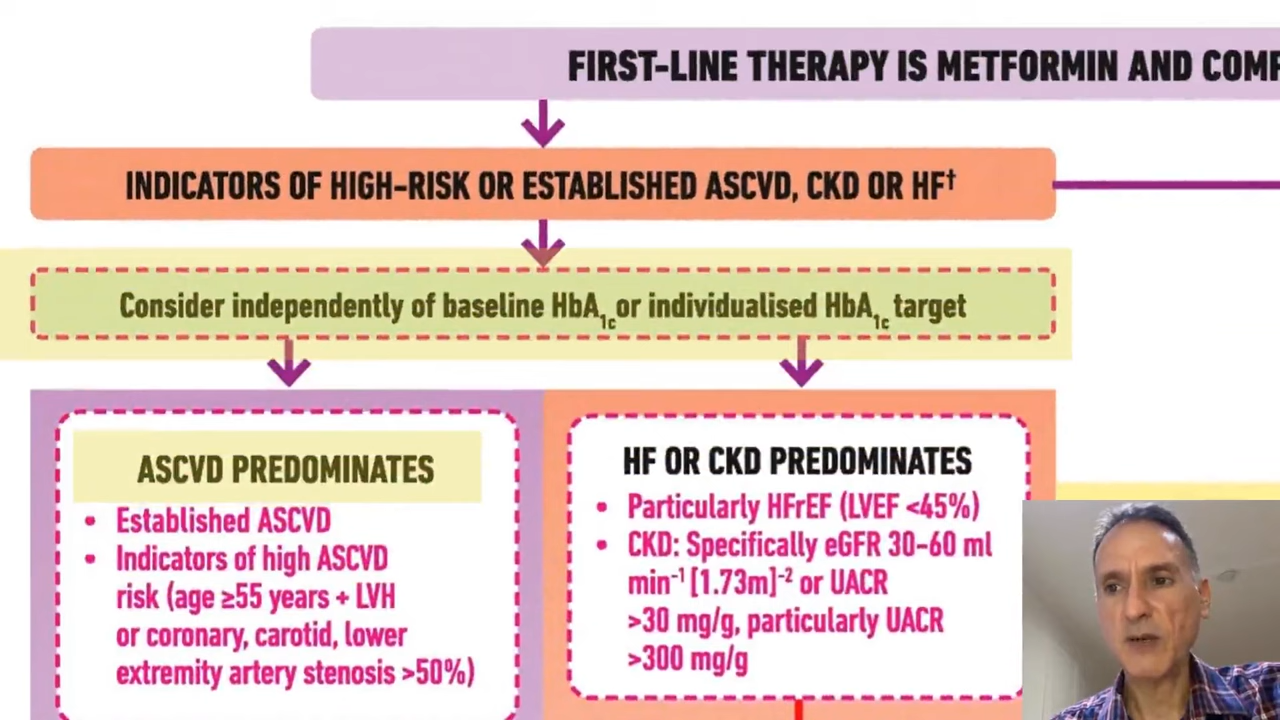 FIRST-LINE THERAPY IS METFORMIN AND COMP
INDICATORS OF HIGH-RISK OR ESTABLISHED ASCVD, CKD OR HF†
Consider independently of baseline HbA1c or individualised HbA1c target
ASCVD PREDOMINATES
• Established ASCVD
• Indicators of high ASCVD
risk (age ≥55 years + LVH
or coronary, carotid, lower
extremity artery stenosis >50%)
HF OR CKD PREDOMINATES
• Particularly HFrEF (LVEF <45%)
• CKD: Specifically eGFR 30-60 ml
min-1 [1.73m]-2 or UACR
>30 mg/g, particularly UACR
>300 mg/g